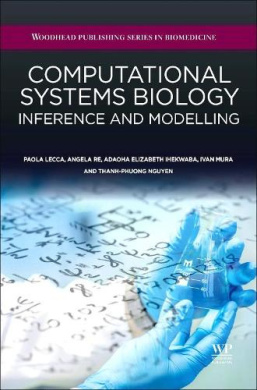 WOODHEAD PUBLISHING SERIES IN BIOMEDICINE
COMPUTATIONAL
SYSTEMS BIOLOGY
INFERENCE AND MODELLING
PAOLA LECCA, ANGELA RE, ADAOHA ELIZABETH IHEKWABA, IVAN MURA
AND THANH-PHUONG NGUYEN
WP